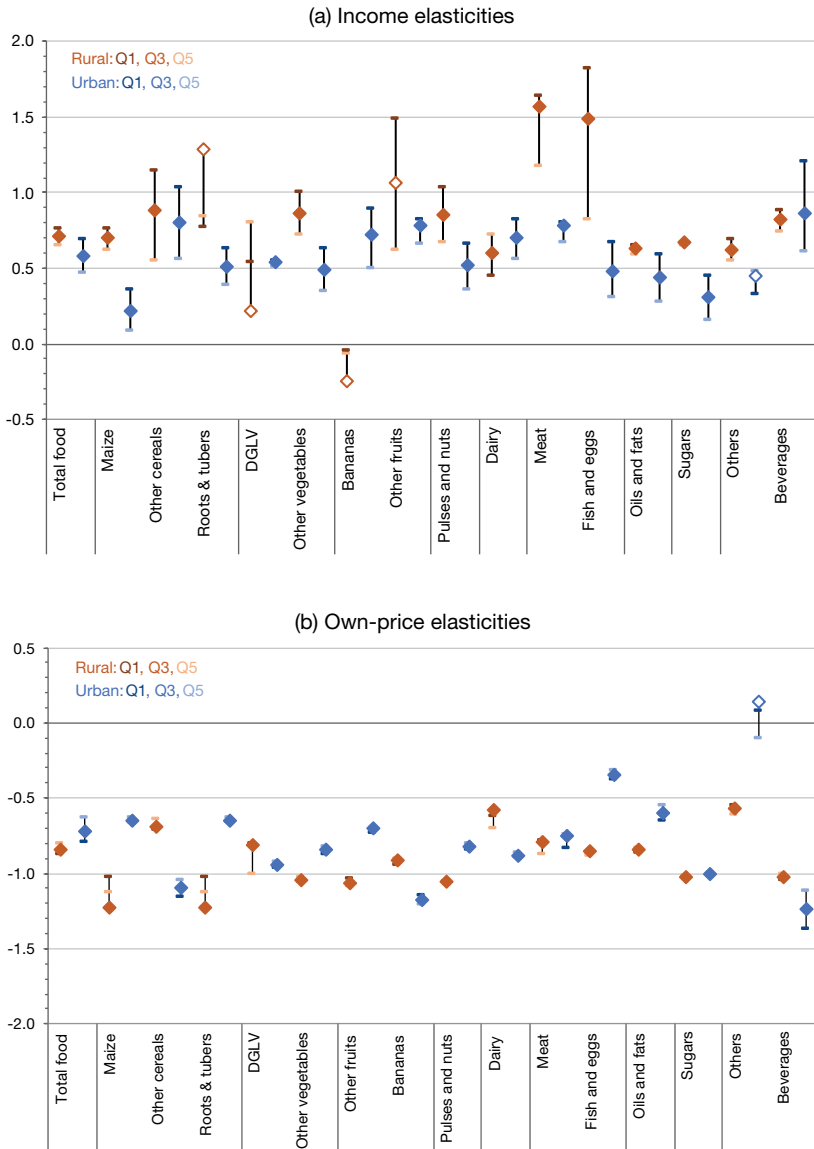 (a) Income elasticities
2.0
Rural: Q1, Q3, Q5
Urban: Q1, Q3, Q5
1.5
1.0
0.5
0.0
-0.5
Total food
Maize
Other cereals
Roots & tubers
DGLV
Other vegetables
Bananas
Other fruits
Pulses and nuts
Dairy
Meat
Fish and eggs
Oils and fats
Sugars
Others
Beverages
(b) Own-price elasticities
0.5
Rural: Q1, Q3, Q5
Urban: Q1, Q3, Q5
0.0
-0.5
-1.0
-1.5
-2.0
Total food
Maize
Other cereals
Roots & tubers
DGLV
Other vegetables
Other fruits
Bananas
Pulses and nuts
Dairy
Meat
Fish and eggs
Oils and fats
Sugars
Others
Beverages